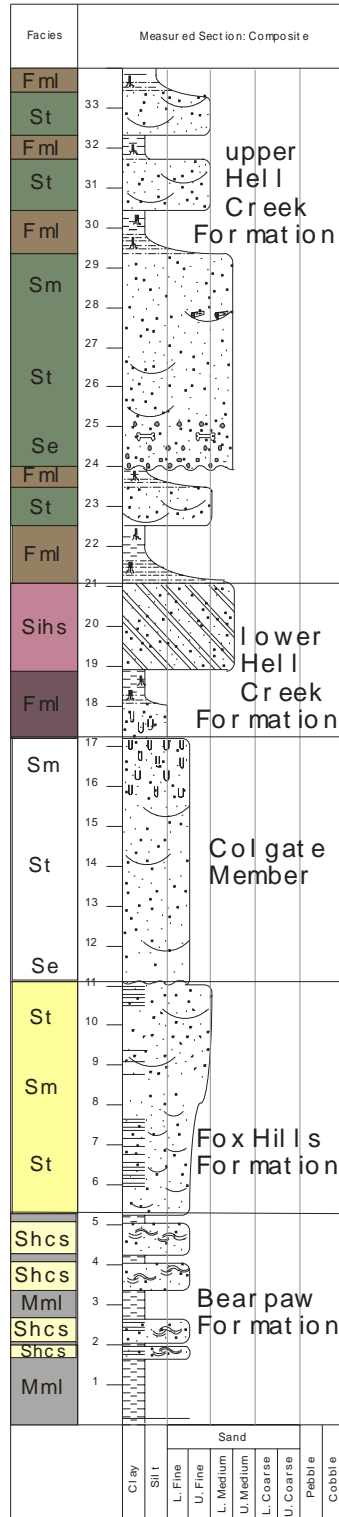 Facies
Measured Section: Composite
Fml
33
St
Fml
32
upper
Hell
Creek
Formation
St
31
Fml
30
29
Sm
28
27
St
26
25
Se
24
Fml
St
23
Fml
22
21
Sihs
20
lower
Hell
Creek
Formation
19
Fml
18
17
Sm
16
15
Colgate
Member
St
14
13
12
Se
11
St
10
9
Sm
8
7
Fox Hills
Formation
St
6
5
Shcs
4
Shcs
Mml
3
Bearpaw
Formation
Shcs
2
Shcs
Mml
1
Sand
Clay
Silt
L. Fine
U. Fine
L. Medium
U. Medium
L. Coarse
U. Coarse
Pebble
Cobble